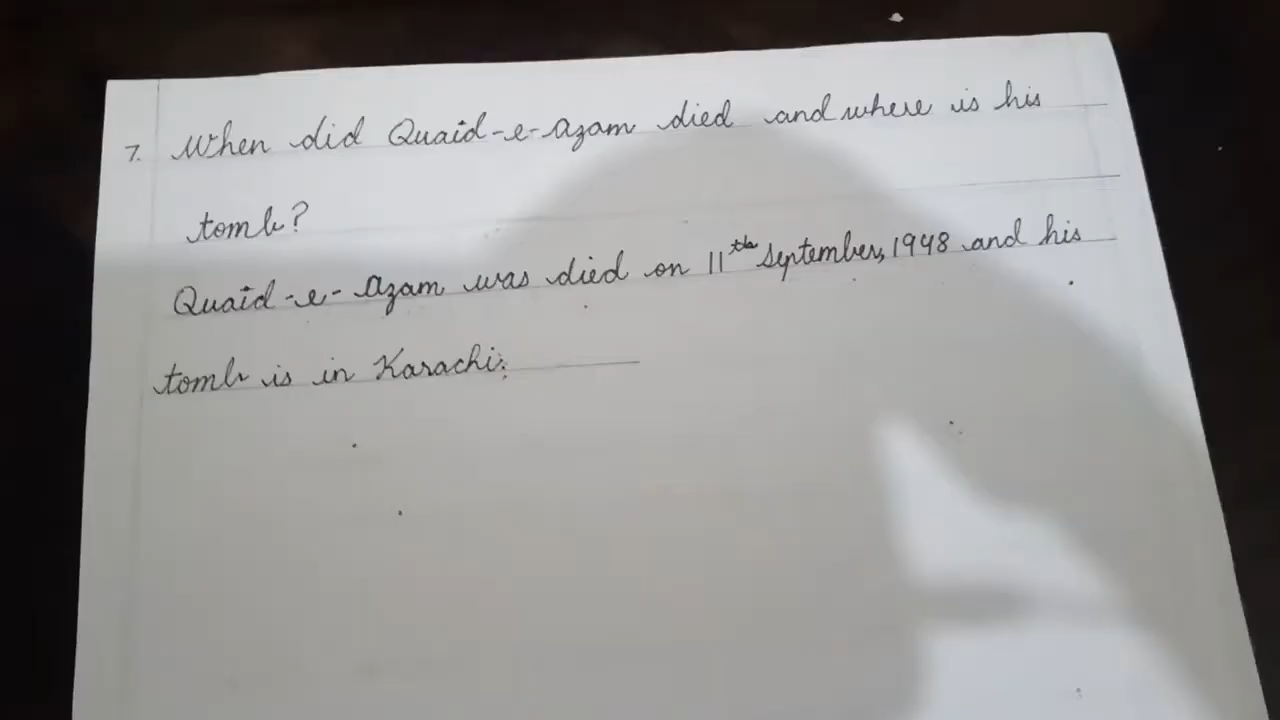 7. When did Quaid-e-Azam died and where is his
tomb?
Quaid-e-Azam was died on 11th September, 1948 and his
tomb is in Karachi.